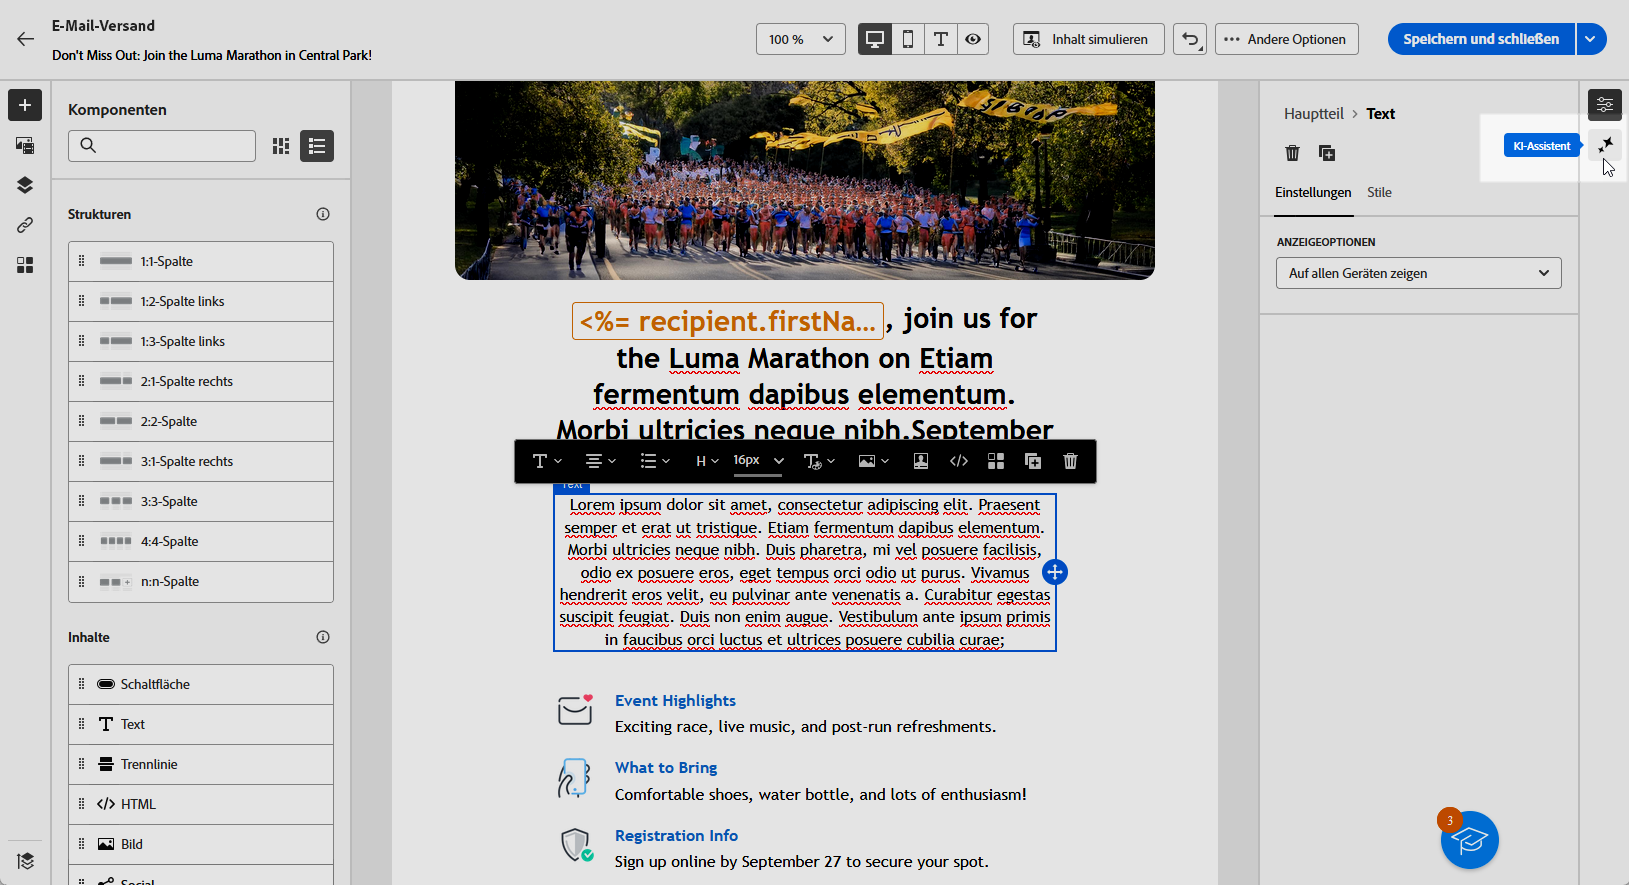 E-Mail-Versand
Don't Miss Out: Join the Luma Marathon in Central Park!
100 %
Inhalt simulieren
Andere Optionen
Speichern und schließen
Komponenten
Strukturen
1:1-Spalte
1:2-Spalte links
1:3-Spalte links
2:1-Spalte rechts
2:2-Spalte
3:1-Spalte rechts
3:3-Spalte
4:4-Spalte
n:n-Spalte
Inhalte
Schaltfläche
Text
Trennlinie
HTML
Bild
Social
<%= recipient.firstNa... , join us for
the Luma Marathon on Etiam
fermentum dapibus elementum.
Morbi ultricies neque nibh.September
H
16px
Text
Lorem ipsum dolor sit amet, consectetur adipiscing elit. Praesent
semper et erat ut tristique. Etiam fermentum dapibus elementum.
Morbi ultricies neque nibh. Duis pharetra, mi vel posuere facilisis,
odio ex posuere eros, eget tempus orci odio ut purus. Vivamus
hendrerit eros velit, eu pulvinar ante venenatis a. Curabitur egestas
suscipit feugiat. Duis non enim augue. Vestibulum ante ipsum primis
in faucibus orci luctus et ultrices posuere cubilia curae;
Event Highlights
Exciting race, live music, and post-run refreshments.
What to Bring
Comfortable shoes, water bottle, and lots of enthusiasm!
Registration Info
Sign up online by September 27 to secure your spot.
Hauptteil > Text
KI-Assistent
Einstellungen
Stile
ANZEIGEOPTIONEN
Auf allen Geräten zeigen
3